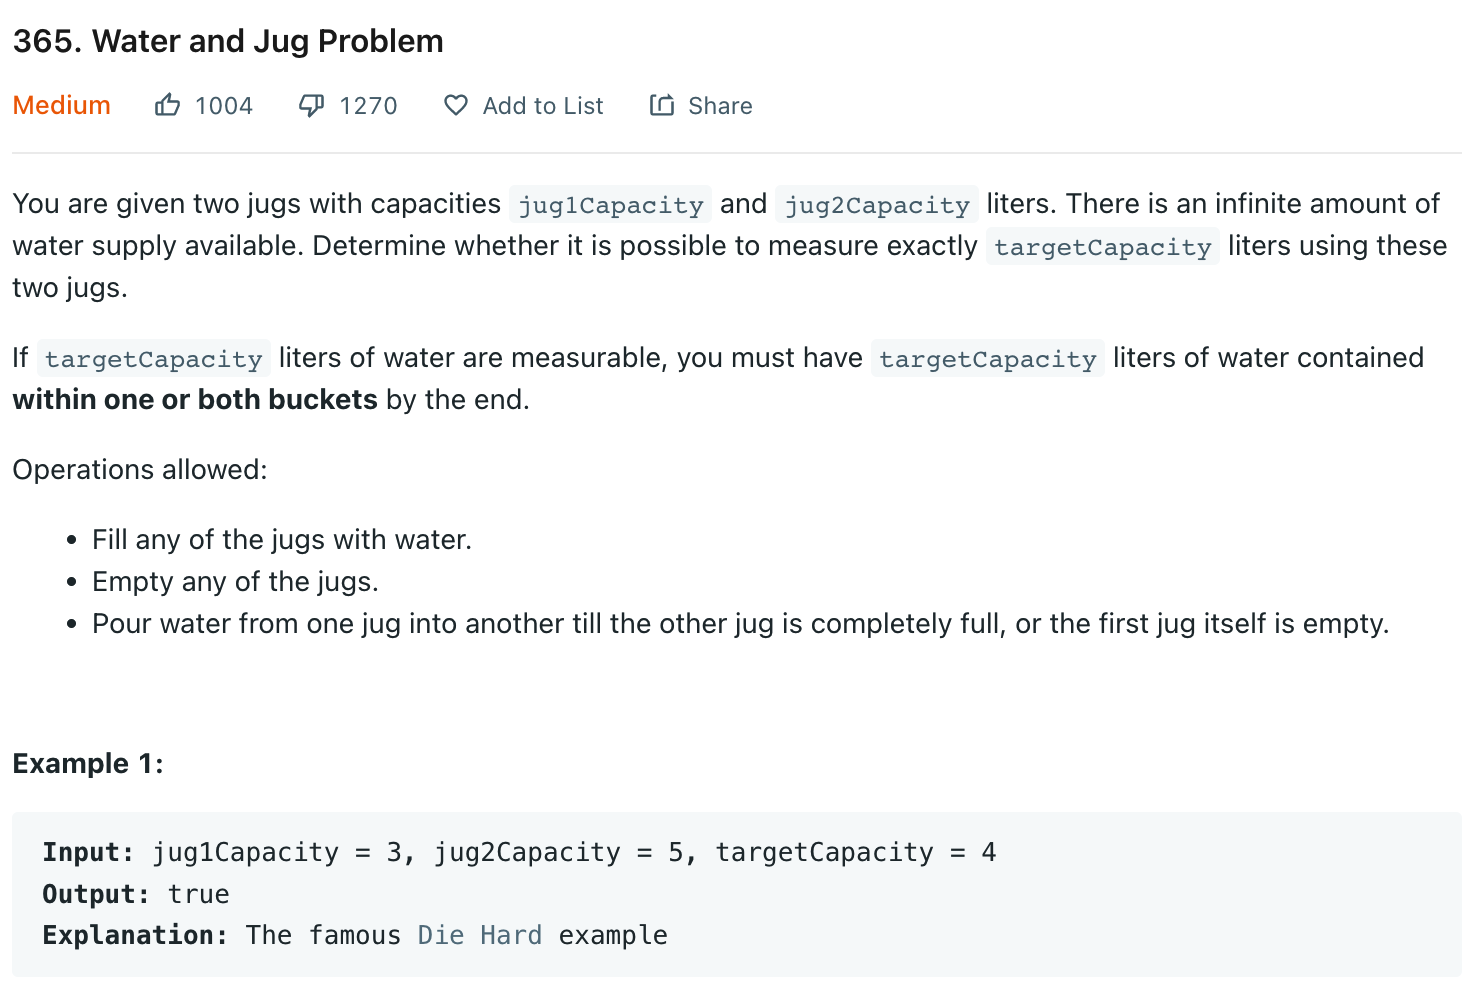 365. Water and Jug Problem
Medium 1004 1270 Add to List Share
You are given two jugs with capacities jug1Capacity and jug2Capacity liters. There is an infinite amount of
water supply available. Determine whether it is possible to measure exactly targetCapacity liters using these
two jugs.
If targetCapacity liters of water are measurable, you must have targetCapacity liters of water contained
within one or both buckets by the end.
Operations allowed:
• Fill any of the jugs with water.
• Empty any of the jugs.
• Pour water from one jug into another till the other jug is completely full, or the first jug itself is empty.
Example 1:
Input: jug1Capacity = 3, jug2Capacity = 5, targetCapacity = 4
Output: true
Explanation: The famous Die Hard example